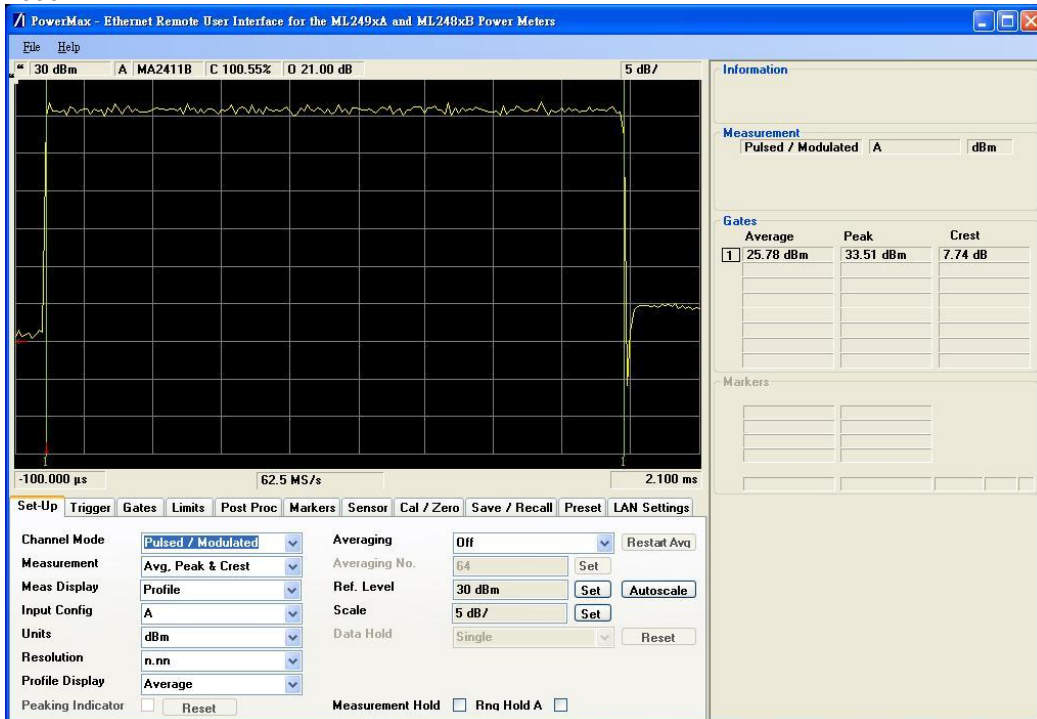 PowerMax - Ethernet Remote User Interface for the ML249xA and ML248xB Power Meters
File Help
30 dBm A MA2411B C 100.55% O 21.00 dB 5 dB/
1 1
-100.000 µs 62.5 MS/s 2.100 ms
Information
Measurement
Pulsed / Modulated A dBm
Gates
Average Peak Crest
1 25.78 dBm 33.51 dBm 7.74 dB
Markers
Set-Up Trigger Gates Limits Post Proc Markers Sensor Cal / Zero Save / Recall Preset LAN Settings
Channel Mode Pulsed / Modulated Averaging Off Restart Avg
Measurement Avg, Peak & Crest Averaging No. 64 Set
Meas Display Profile Ref. Level 30 dBm Set Autoscale
Input Config A Scale 5 dB/ Set
Units dBm Data Hold Single Reset
Resolution n.nn
Profile Display Average
Peaking Indicator Reset Measurement Hold Rng Hold A